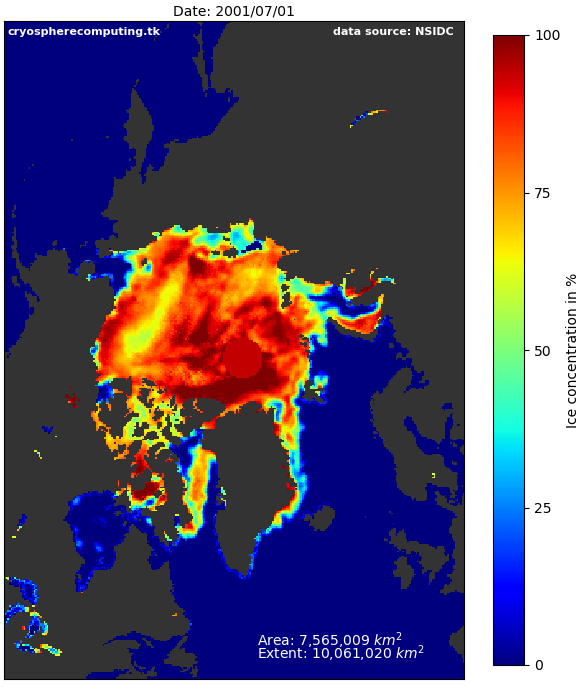 Date: 2001/07/01
cryospherecomputing.tk
data source: NSIDC
100
75
50
25
0
Ice concentration in %
Area: 7,565,009 km²
Extent: 10,061,020 km²